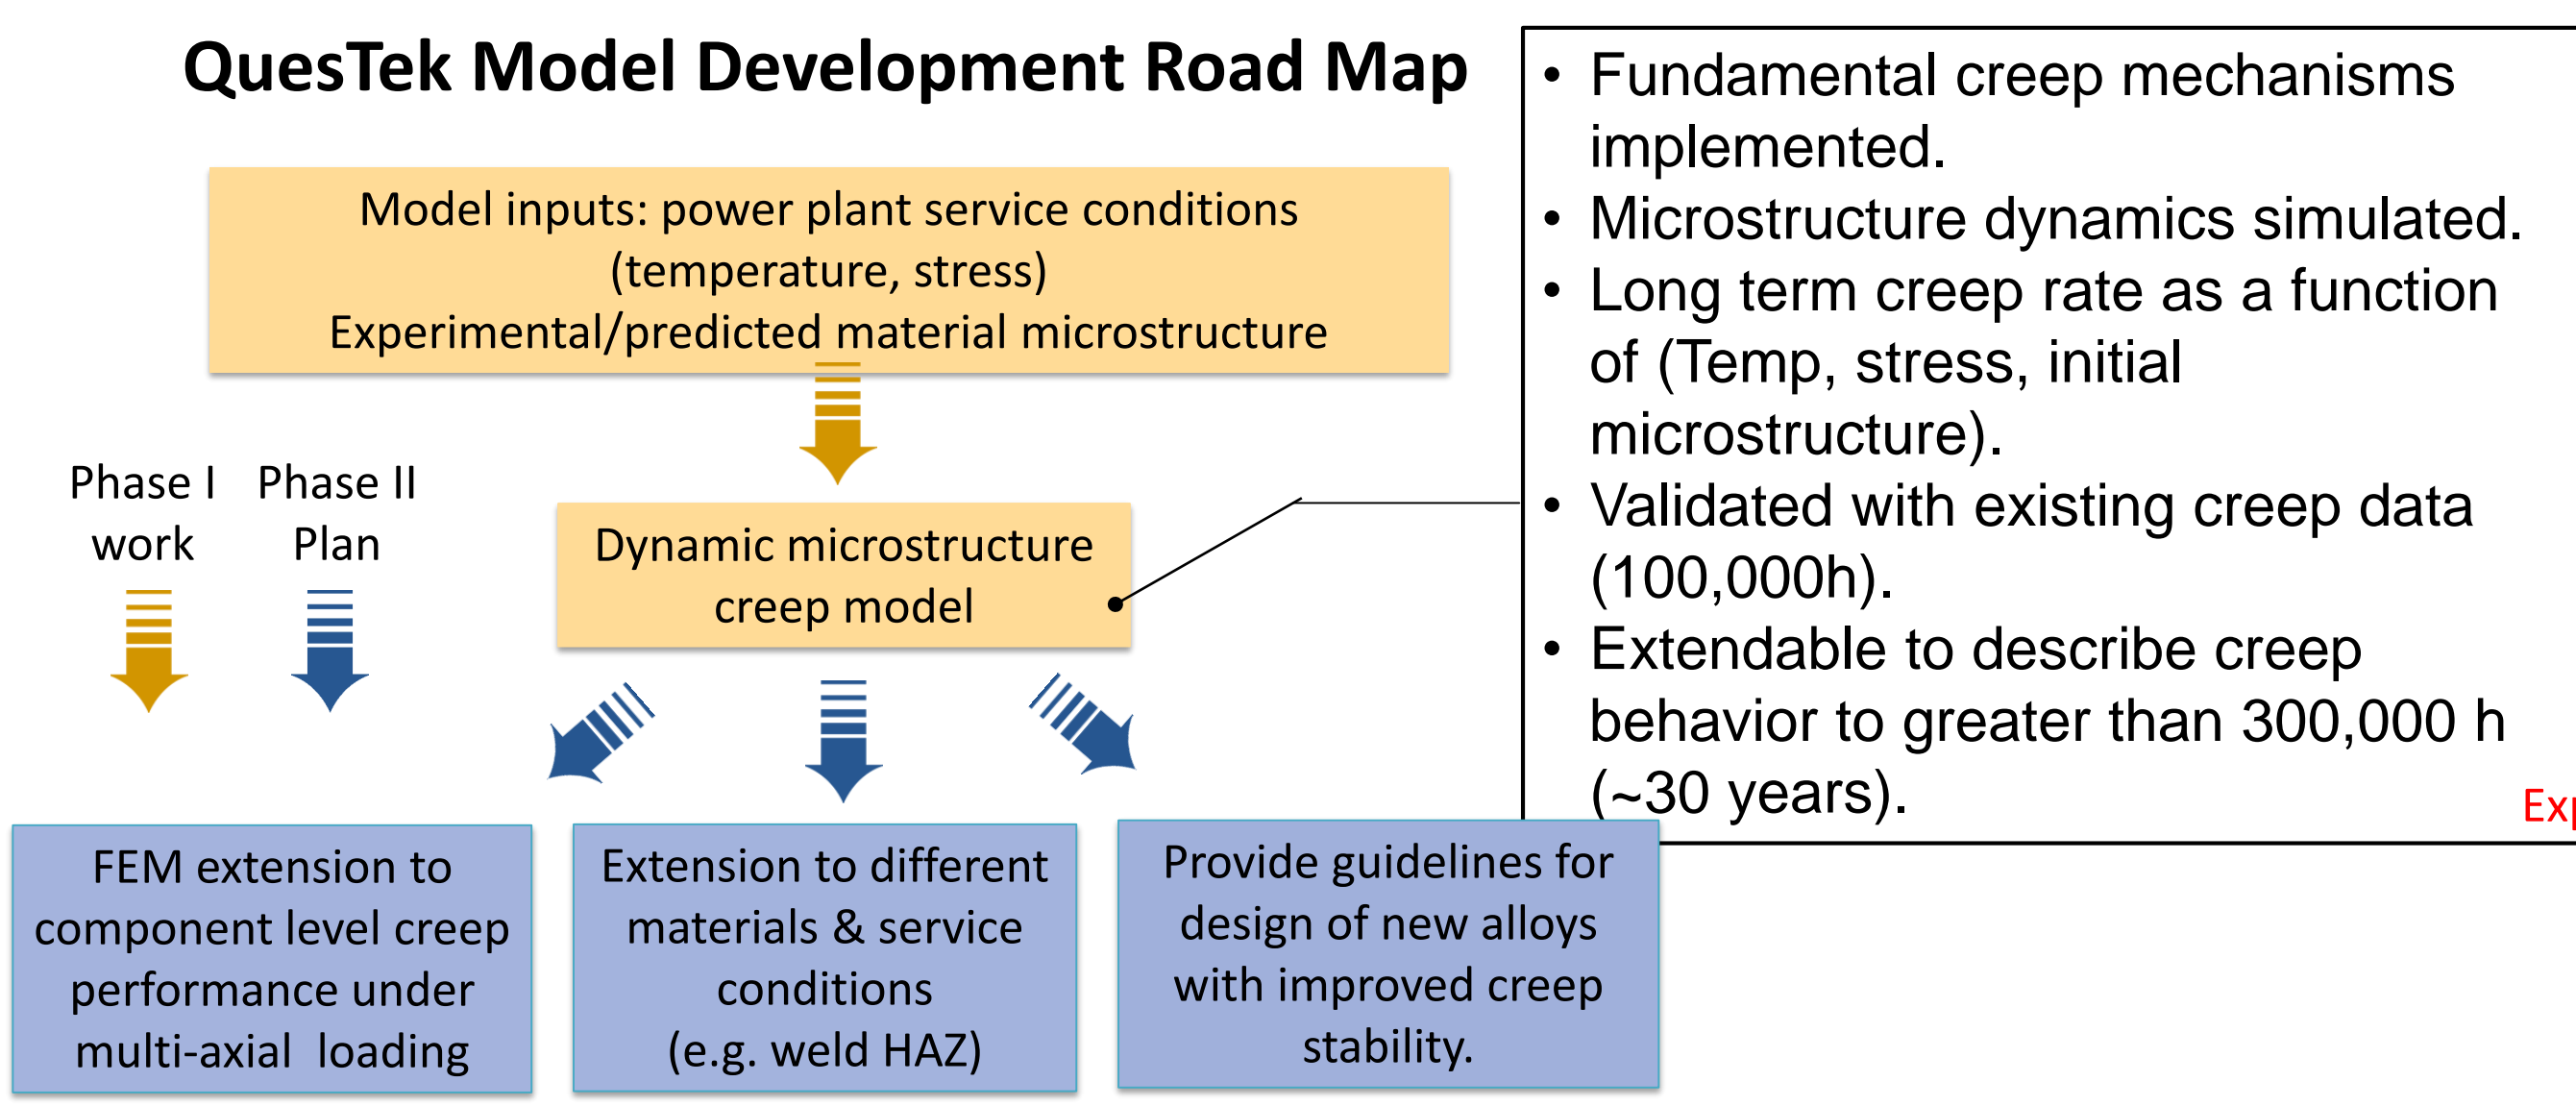 QuesTek Model Development Road Map
Model inputs: power plant service conditions
(temperature, stress)
Experimental/predicted material microstructure
Phase I
work
Phase II
Plan
Dynamic microstructure
creep model
FEM extension to
component level creep
performance under
multi-axial loading
Extension to different
materials & service
conditions
(e.g. weld HAZ)
Provide guidelines for
design of new alloys
with improved creep
stability.
• Fundamental creep mechanisms
implemented.
• Microstructure dynamics simulated.
• Long term creep rate as a function
of (Temp, stress, initial
microstructure).
• Validated with existing creep data
(100,000h).
• Extendable to describe creep
behavior to greater than 300,000 h
(~30 years).